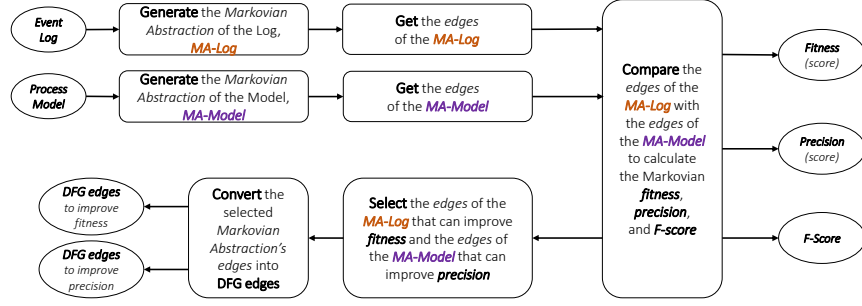 Event
Log
Generate the Markovian
Abstraction of the Log,
MA-Log
Get the edges
of the MA-Log
Process
Model
Generate the Markovian
Abstraction of the Model,
MA-Model
Get the edges
of the MA-Model
Compare the
edges of the
MA-Log with
the edges of
the MA-Model
to calculate
the Markovian
fitness,
precision,
and F-score
Fitness
(score)
Precision
(score)
F-Score
DFG edges
to improve
fitness
DFG edges
to improve
precision
Convert the
selected
Markovian
Abstraction's
edges into
DFG edges
Select the edges of the
MA-Log that can improve
fitness and the edges of
the MA-Model that can
improve precision